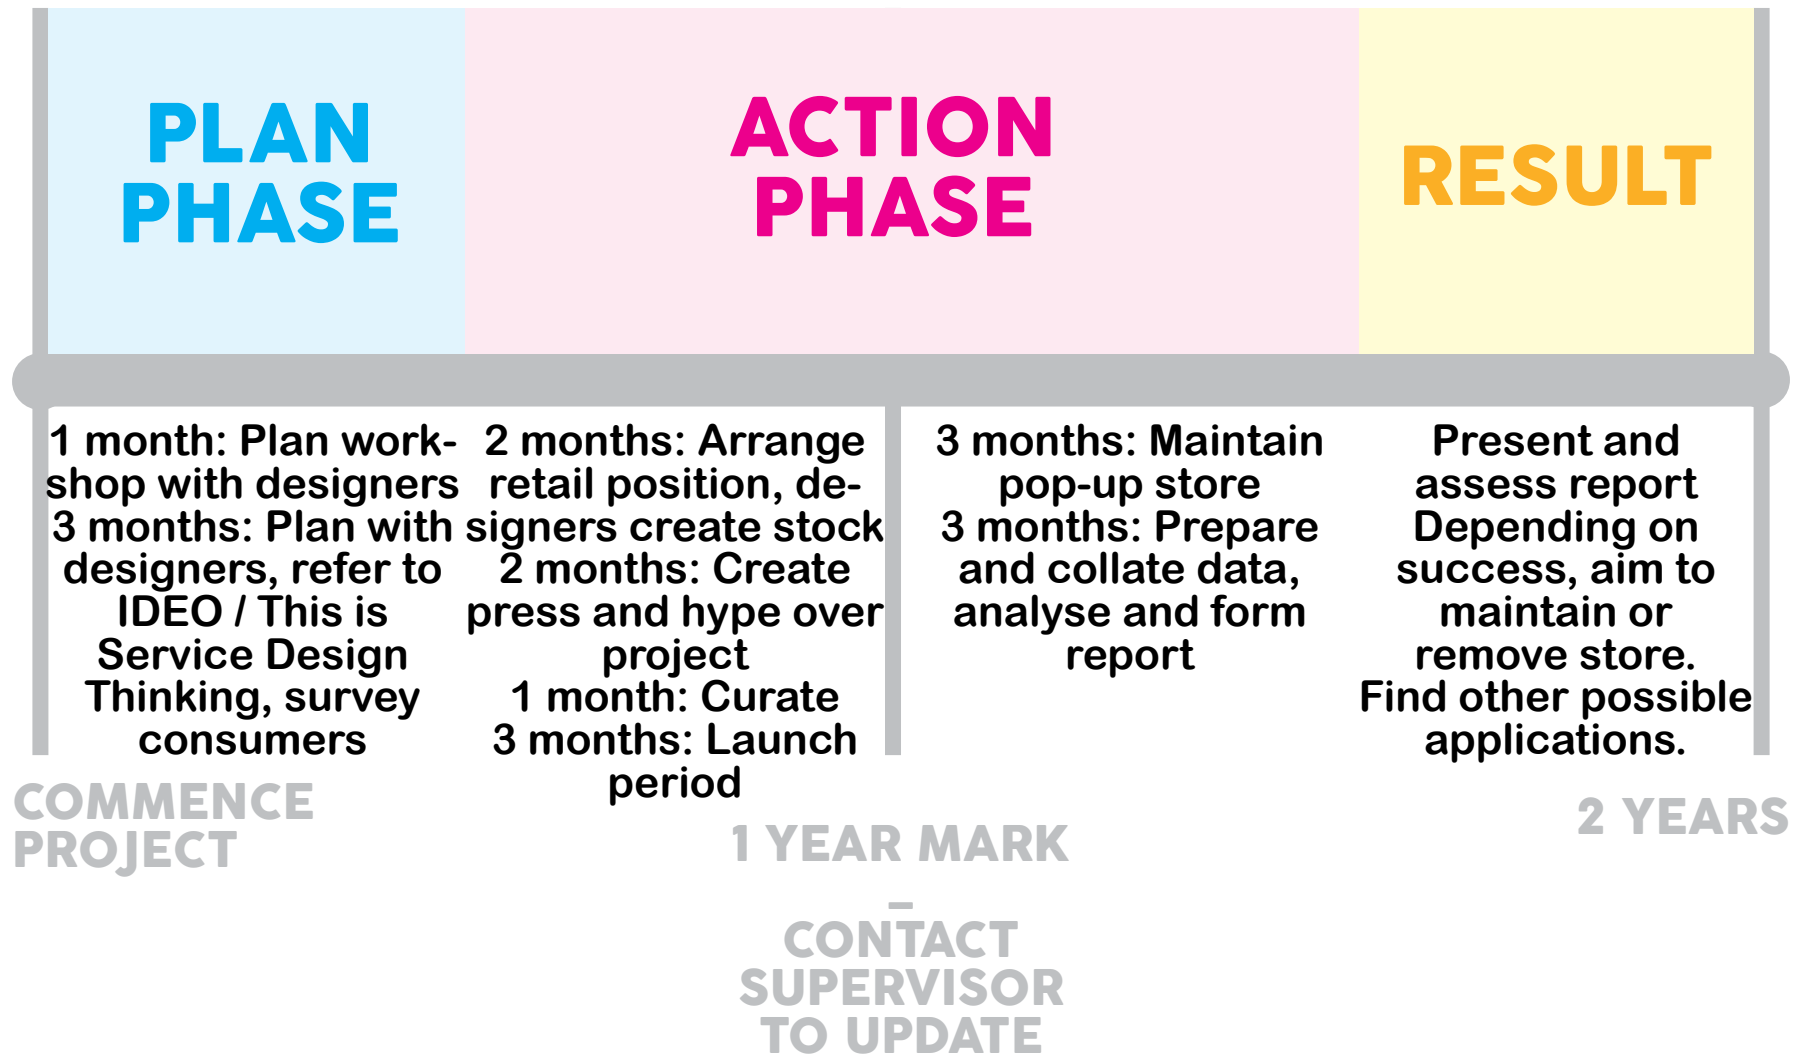 PLAN
PHASE
ACTION
PHASE
RESULT
1 month: Plan work-
shop with designers
3 months: Plan with
designers, refer to
IDEO / This is
Service Design
Thinking, survey
consumers
2 months: Arrange
retail position, de-
signers create stock
2 months: Create
press and hype over
project
1 month: Curate
3 months: Launch
period
3 months: Maintain
pop-up store
3 months: Prepare
and collate data,
analyse and form
report
Present and
assess report
Depending on
success, aim to
maintain or
remove store.
Find other possible
applications.
COMMENCE
PROJECT
1 YEAR MARK
–
CONTACT
SUPERVISOR
TO UPDATE
2 YEARS